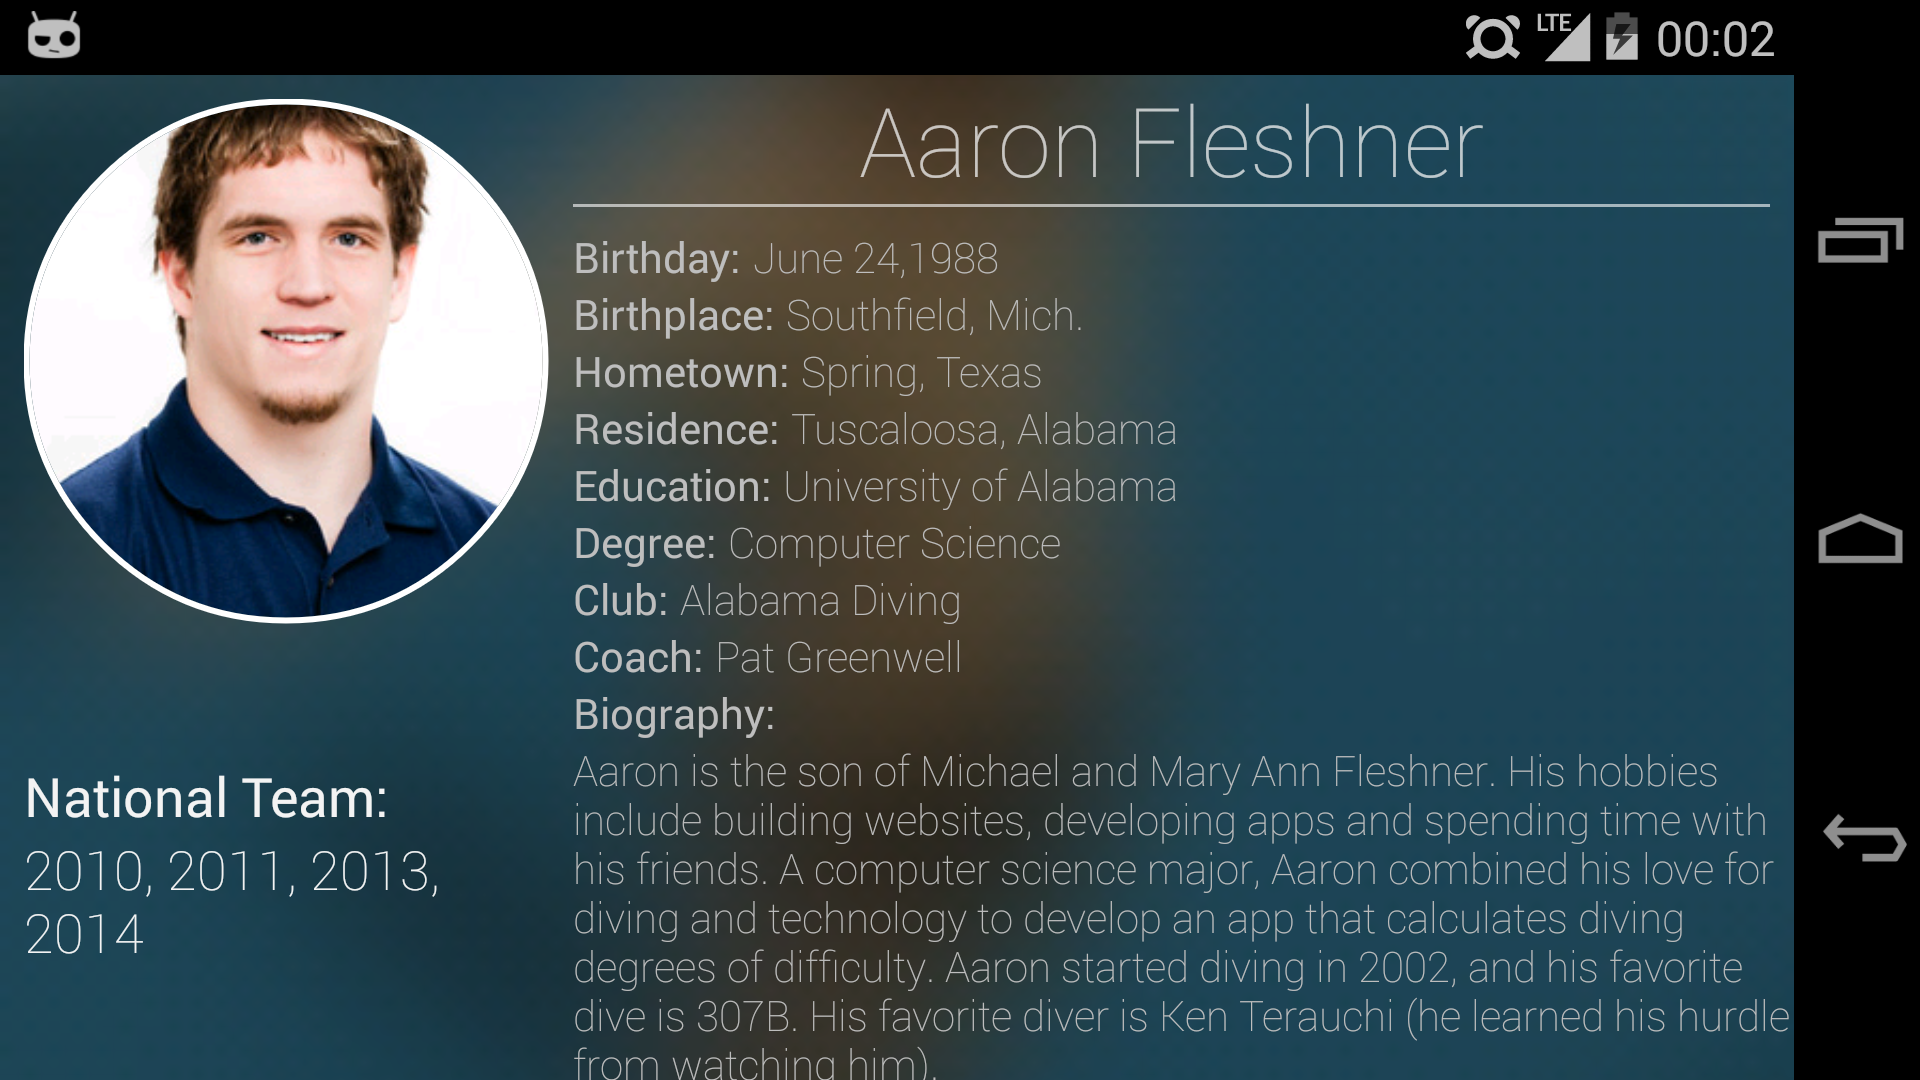 LTE 00:02
Aaron Fleshner
Birthday: June 24,1988
Birthplace: Southfield, Mich.
Hometown: Spring, Texas
Residence: Tuscaloosa, Alabama
Education: University of Alabama
Degree: Computer Science
Club: Alabama Diving
Coach: Pat Greenwell
Biography:
Aaron is the son of Michael and Mary Ann Fleshner. His hobbies
include building websites, developing apps and spending time with
his friends. A computer science major, Aaron combined his love for
diving and technology to develop an app that calculates diving
degrees of difficulty. Aaron started diving in 2002, and his favorite
dive is 307B. His favorite diver is Ken Terauchi (he learned his hurdle
from watching him).
National Team:
2010, 2011, 2013,
2014